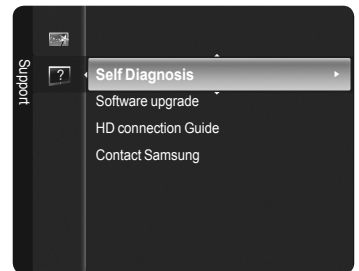 Support
?
Self Diagnosis
Software upgrade
HD connection Guide
Contact Samsung